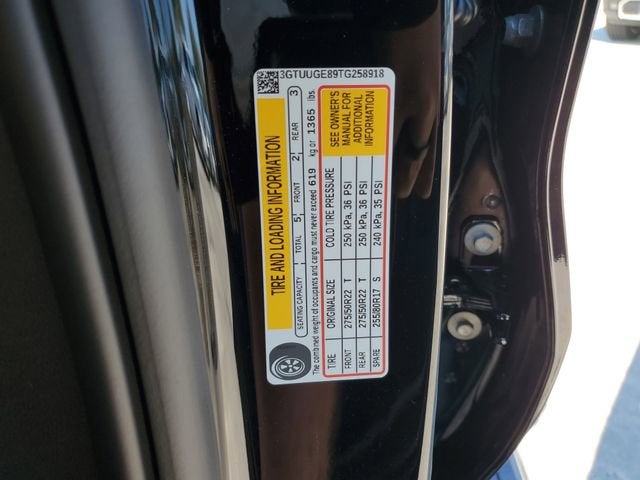 3GTUUGE89TG258918
TIRE AND LOADING INFORMATION
SEATING CAPACITY TOTAL 5 FRONT 2 REAR 3
The combined weight of occupants and cargo must never exceed 619 kg or 1365 lbs.
TIRE ORIGINAL SIZE COLD TIRE PRESSURE
FRONT 275/50R22 T 250 kPa, 36 PSI
REAR 275/50R22 T 250 kPa, 36 PSI
SPARE 255/80R17 S 240 kPa, 35 PSI
SEE OWNER'S
MANUAL FOR
ADDITIONAL
INFORMATION